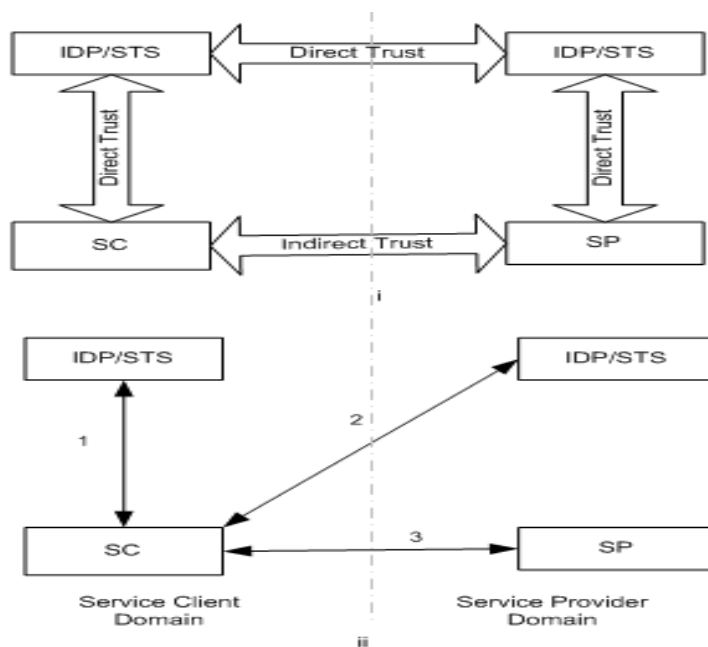 IDP/STS
Direct Trust
IDP/STS
Direct Trust
Direct Trust
SC
Indirect Trust
SP
i
IDP/STS
IDP/STS
1
2
SC
3
SP
Service Client
Domain
Service Provider
Domain
ii